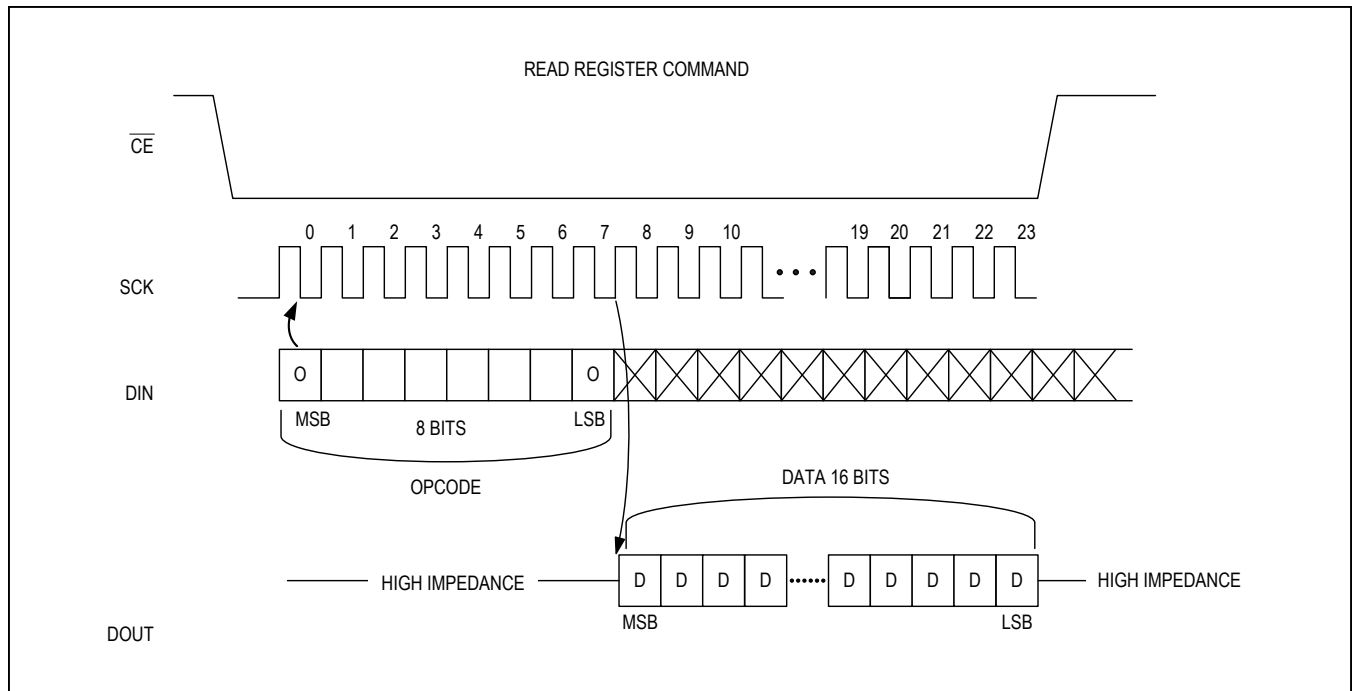 READ REGISTER COMMAND
CE
0 1 2 3 4 5 6 7 8 9 10 • • • 19 20 21 22 23
SCK
O O
DIN
MSB 8 BITS LSB
OPCODE
DATA 16 BITS
HIGH IMPEDANCE D D D D •••••• D D D D D HIGH IMPEDANCE
MSB LSB
DOUT